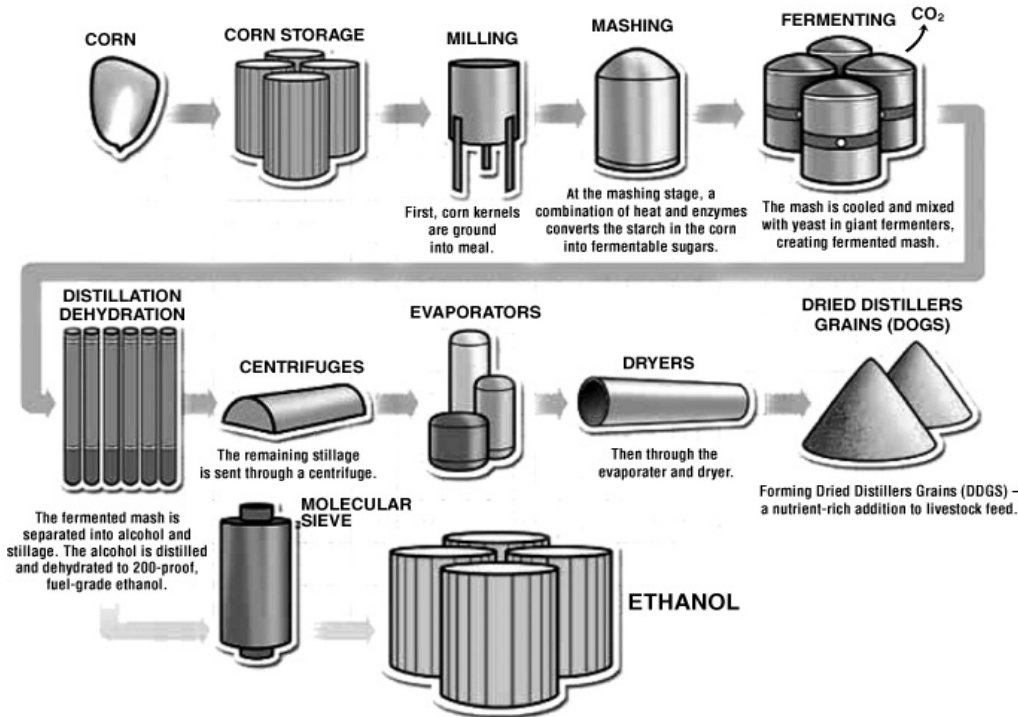 CORN
CORN STORAGE
MILLING
MASHING
FERMENTING
CO₂
First, corn kernels
are ground
into meal.
At the mashing stage, a
combination of heat and enzymes
converts the starch in the corn
into fermentable sugars.
The mash is cooled and mixed
with yeast in giant fermenters,
creating fermented mash.
DISTILLATION
DEHYDRATION
CENTRIFUGES
EVAPORATORS
DRYERS
DRIED DISTILLERS
GRAINS (DOGS)
The remaining stillage
is sent through a centrifuge.
Then through the
evaporater and dryer.
Forming Dried Distillers Grains (DDGS) –
a nutrient-rich addition to livestock feed.
The fermented mash is
separated into alcohol and
stillage. The alcohol is distilled
and dehydrated to 200-proof,
fuel-grade ethanol.
MOLECULAR
SIEVE
ETHANOL